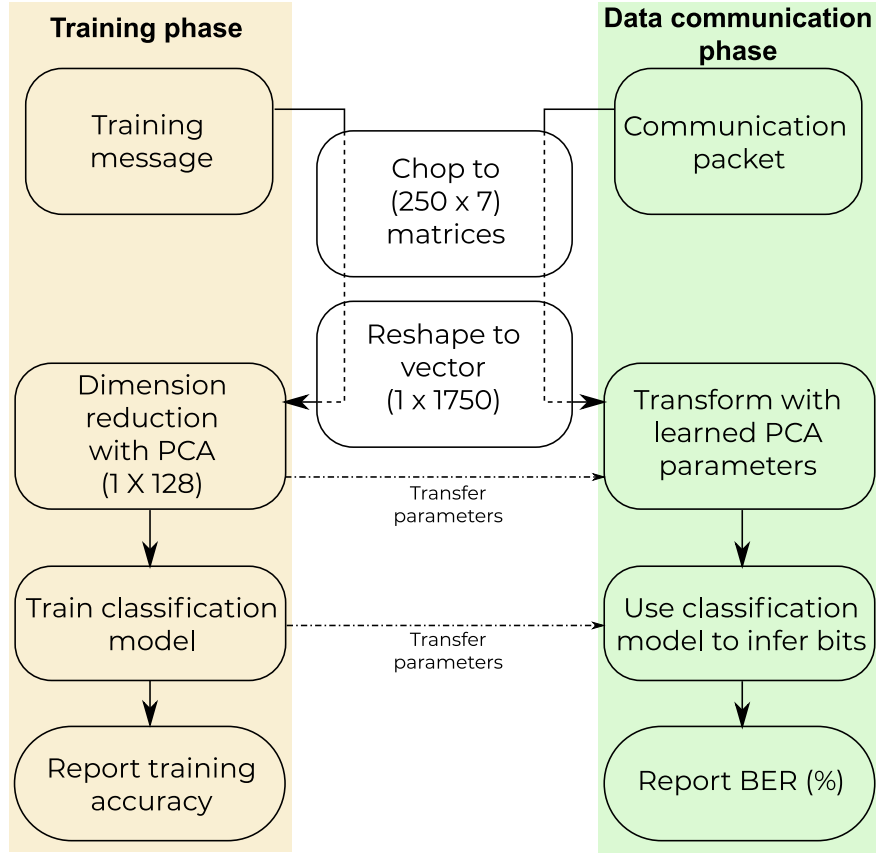 Training phase
Data communication
phase
Training
message
Communication
packet
Chop to
(250 x 7)
matrices
Reshape to
vector
(1 x 1750)
Dimension
reduction
with PCA
(1 X 128)
Transform with
learned PCA
parameters
Transfer
parameters
Train classification
model
Use classification
model to infer bits
Transfer
parameters
Report training
accuracy
Report BER (%)